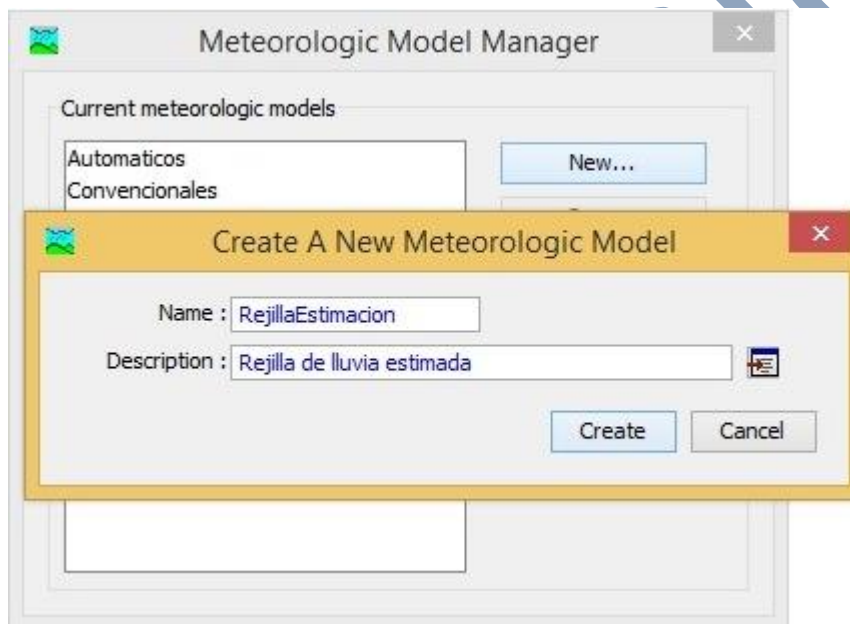 Meteorologic Model Manager
Current meteorologic models
Automaticos
New...
Convencionales
Create A New Meteorologic Model
Name : RejillaEstimacion
Description : Rejilla de lluvia estimada
Create Cancel